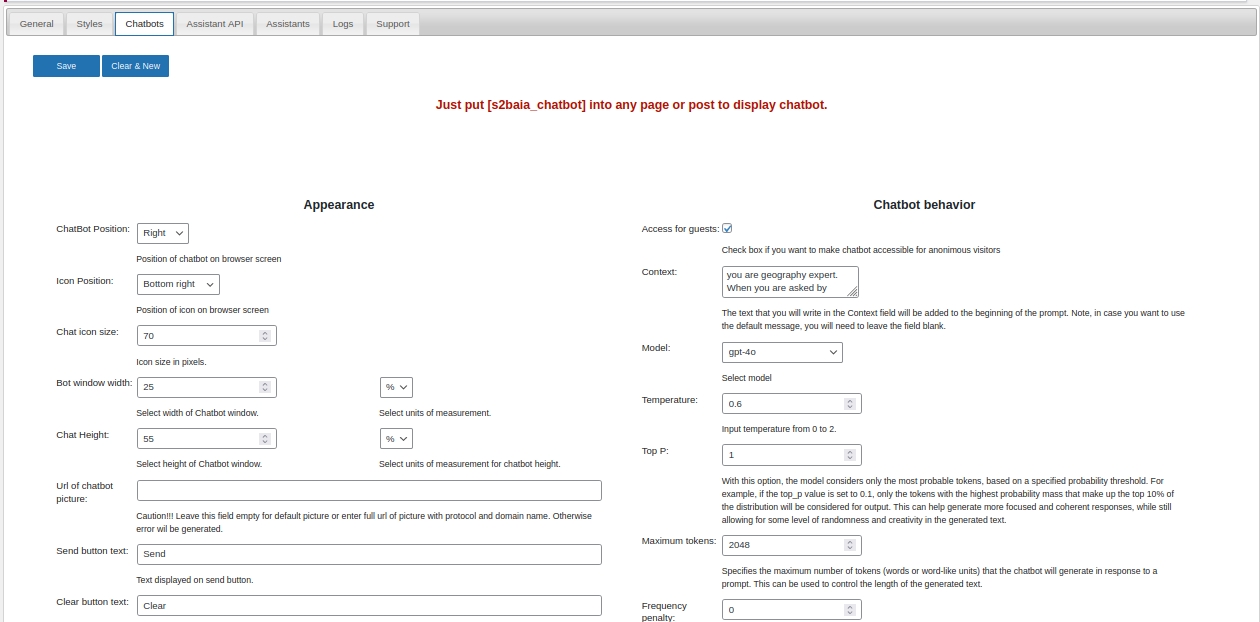 General Styles Chatbots Assistant API Assistants Logs Support
Save Clear & New
Just put [s2baia_chatbot] into any page or post to display chatbot.
Appearance
ChatBot Position: Right
Position of chatbot on browser screen
Icon Position: Bottom right
Position of icon on browser screen
Chat icon size: 70
Icon size in pixels.
Bot window width: 25 %
Select width of Chatbot window. Select units of measurement.
Chat Height: 55 %
Select height of Chatbot window. Select units of measurement for chatbot height.
Url of chatbot
picture:
Caution!!! Leave this field empty for default picture or enter full url of picture with protocol and domain name. Otherwise
error wil be generated.
Send button text: Send
Text displayed on send button.
Clear button text: Clear
Chatbot behavior
Access for guests:
Check box if you want to make chatbot accessible for anonimous visitors
Context: you are geography expert.
When you are asked by
The text that you will write in the Context field will be added to the beginning of the prompt. Note, in case you want to use
the default message, you will need to leave the field blank.
Model: gpt-4o
Select model
Temperature: 0.6
Input temperature from 0 to 2.
Top P: 1
With this option, the model considers only the most probable tokens, based on a specified probability threshold. For
example, if the top_p value is set to 0.1, only the tokens with the highest probability mass that make up the top 10% of
the distribution will be considered for output. This can help generate more focused and coherent responses, while still
allowing for some level of randomness and creativity in the generated text.
Maximum tokens: 2048
Specifies the maximum number of tokens (words or word-like units) that the chatbot will generate in response to a
prompt. This can be used to control the length of the generated text.
Frequency 0
penalty: